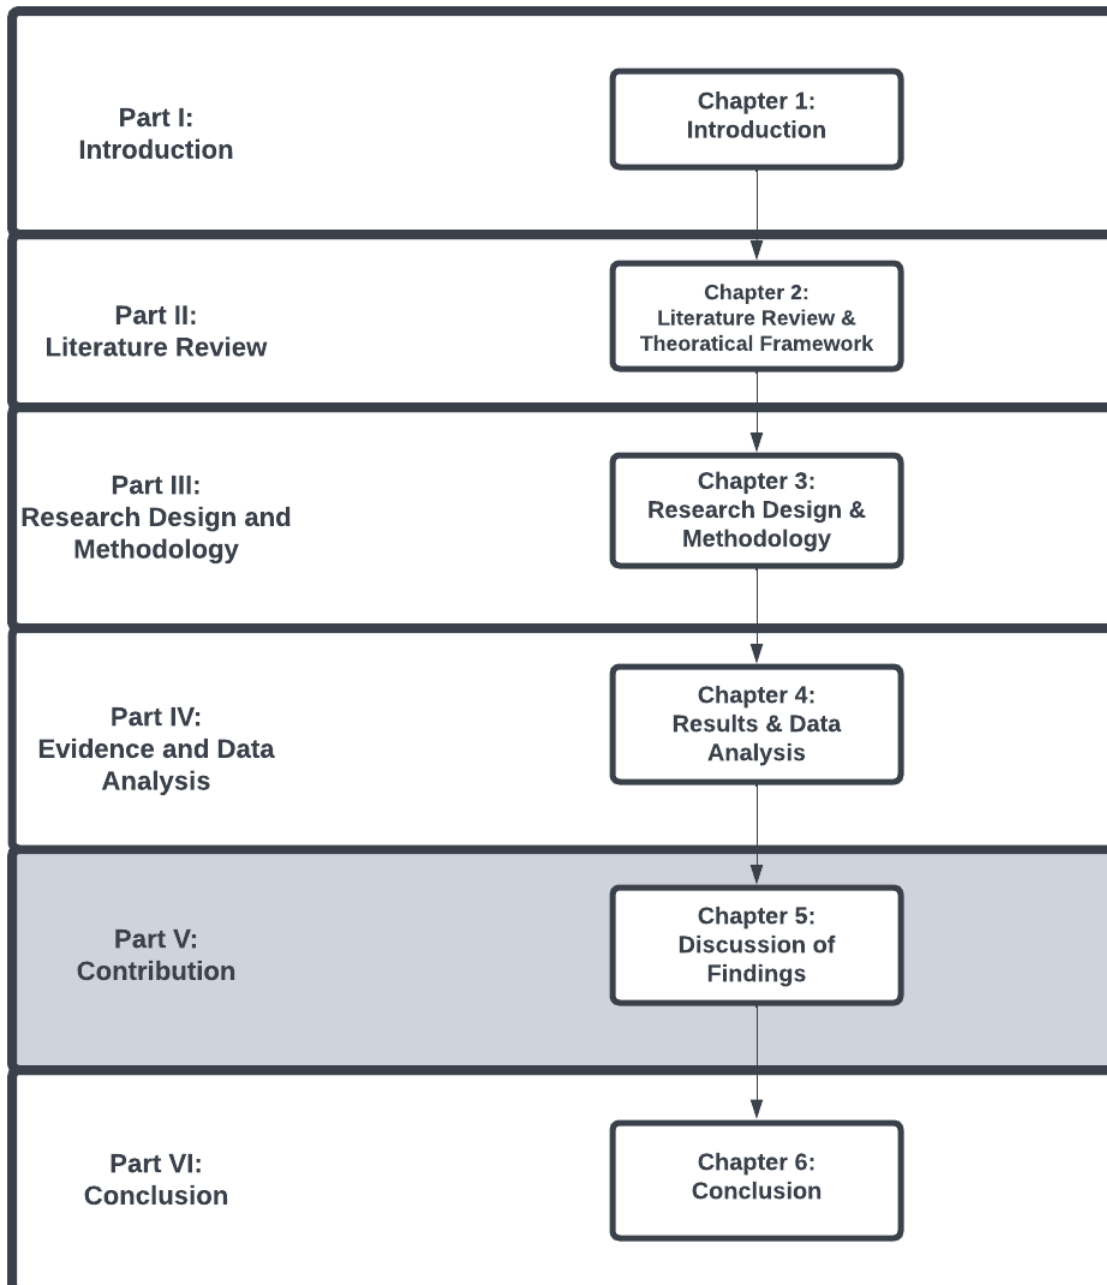 Part I:
Introduction
Chapter 1:
Introduction
Part II:
Literature Review
Chapter 2:
Literature Review &
Theoratical Framework
Part III:
Research Design and
Methodology
Chapter 3:
Research Design &
Methodology
Part IV:
Evidence and Data
Analysis
Chapter 4:
Results & Data
Analysis
Part V:
Contribution
Chapter 5:
Discussion of
Findings
Part VI:
Conclusion
Chapter 6:
Conclusion